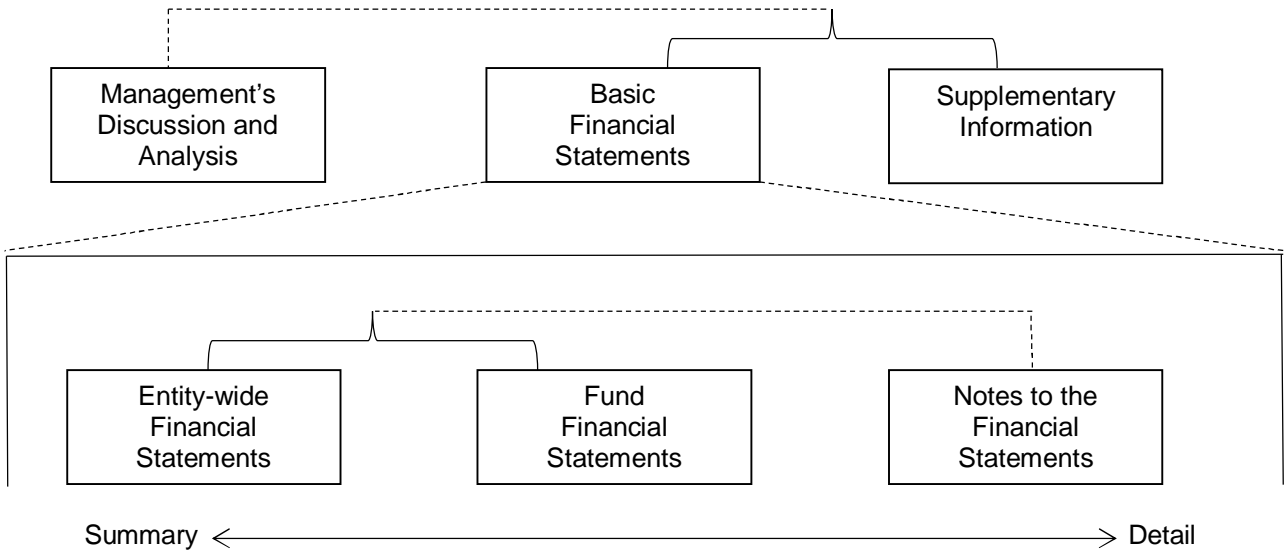 Management’s
Discussion and
Analysis
Basic
Financial
Statements
Supplementary
Information
Entity-wide
Financial
Statements
Fund
Financial
Statements
Notes to the
Financial
Statements
Summary
Detail